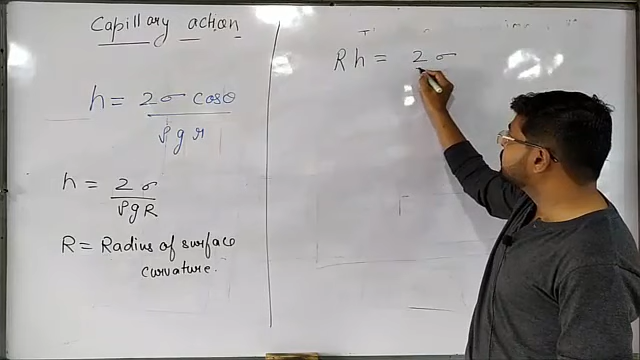 Capillary action
h = 2σ cosθ / ρgr
h = 2σ / ρgR
R = Radius of surface
curvature.
Rh = 2σ